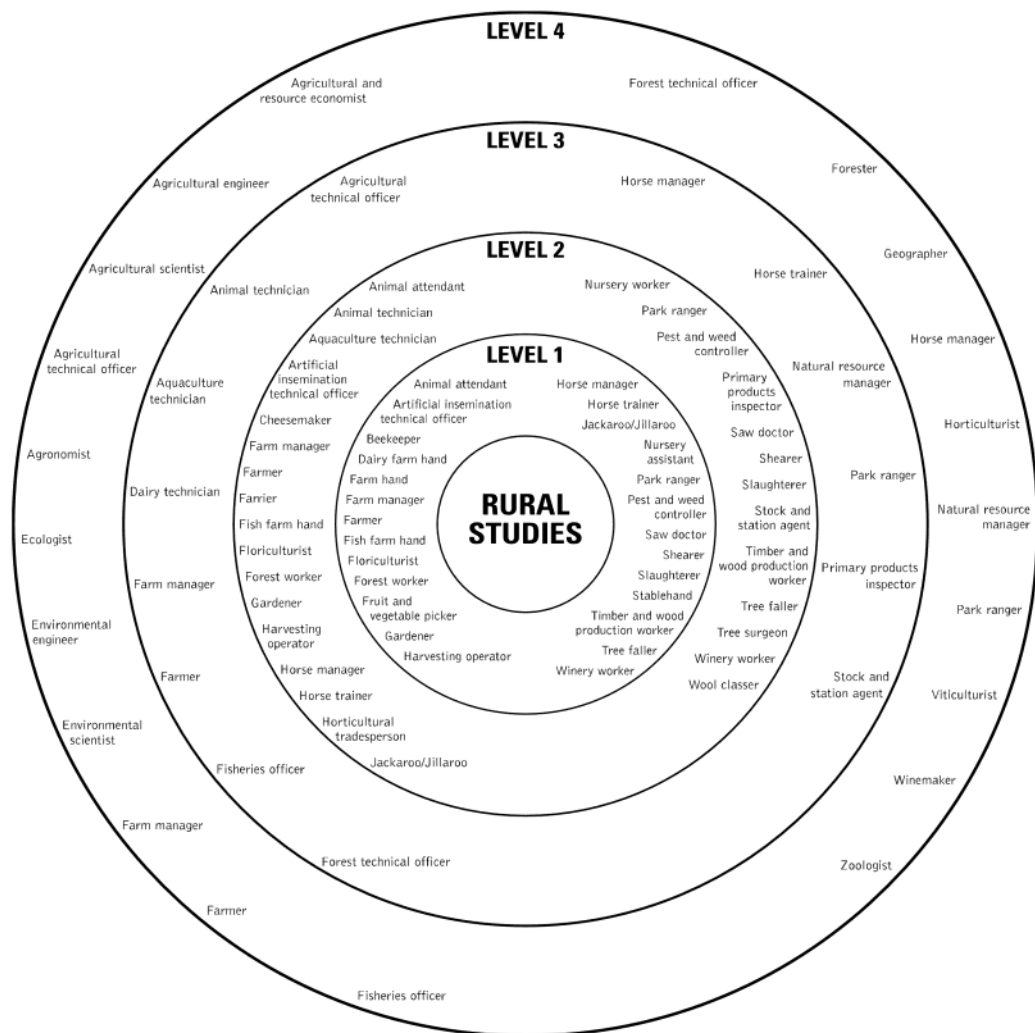 LEVEL 4
Agricultural and
resource economist
Agricultural engineer
Agricultural scientist
Agricultural
technical officer
Agronomist
Ecologist
Environmental
engineer
Environmental
scientist
Farm manager
Farmer
Fisheries officer
Forest technical officer
Forester
Geographer
Horse manager
Horticulturist
Natural resource
manager
Park ranger
Viticulturist
Winemaker
Zoologist
LEVEL 3
Agricultural
technical officer
Animal technician
Aquaculture
technician
Dairy technician
Farm manager
Farmer
Fisheries officer
Forest technical officer
Horse manager
Horse trainer
Natural resource
manager
Park ranger
Primary products
inspector
Stock and
station agent
LEVEL 2
Animal attendant
Animal technician
Aquaculture technician
Artificial
insemination
technical officer
Cheesemaker
Farm manager
Farmer
Farrier
Fish farm hand
Floriculturist
Forest worker
Gardener
Harvesting
operator
Horse manager
Horse trainer
Horticultural
tradesperson
Jackaroo/Jillaroo
Nursery worker
Park ranger
Pest and weed
controller
Primary
products
inspector
Saw doctor
Shearer
Slaughterer
Stock and
station agent
Timber and
wood production
worker
Tree faller
Tree surgeon
Winery worker
Wool classer
LEVEL 1
Animal attendant
Artificial insemination
technical officer
Beekeeper
Dairy farm hand
Farm hand
Farm manager
Farmer
Fish farm hand
Floriculturist
Forest worker
Fruit and
vegetable picker
Gardener
Harvesting operator
Horse manager
Horse trainer
Jackaroo/Jillaroo
Nursery
assistant
Park ranger
Pest and weed
controller
Saw doctor
Shearer
Slaughterer
Stablehand
Timber and wood
production worker
Tree faller
Winery worker
RURAL
STUDIES